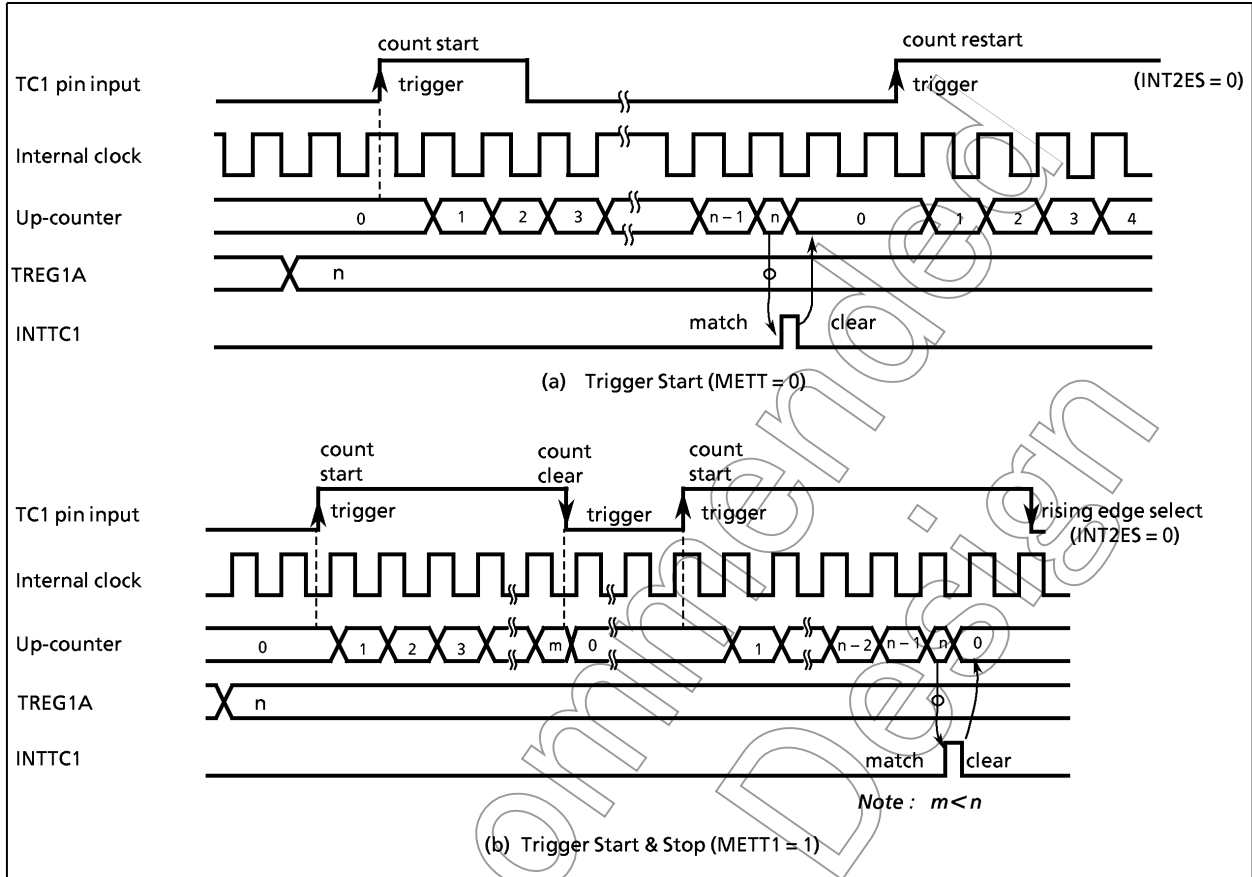 count start
count restart
TC1 pin input
trigger
trigger
(INT2ES = 0)
Internal clock
Up-counter
0 1 2 3 n – 1 n 0 1 2 3 4
TREG1A
n
INTTC1
match
clear
(a) Trigger Start (METT = 0)
count start
count clear
count start
TC1 pin input
trigger
trigger
trigger
rising edge select
(INT2ES = 0)
Internal clock
Up-counter
0 1 2 3 m 0 1 n – 2 n – 1 n 0
TREG1A
n
INTTC1
match
clear
Note : m < n
(b) Trigger Start & Stop (METT1 = 1)
ommended
Design